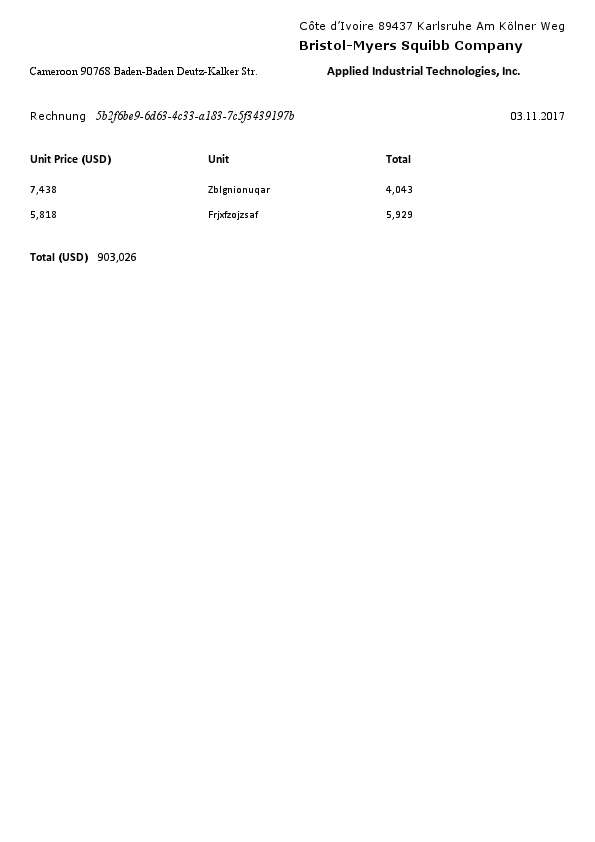 Côte d'Ivoire 89437 Karlsruhe Am Kölner Weg
Bristol-Myers Squibb Company
Cameroon 90768 Baden-Baden Deutz-Kalker Str. Applied Industrial Technologies, Inc.
Rechnung 5b2f6be9-6d63-4c33-a183-7c5f3439197b 03.11.2017
Unit Price (USD) Unit Total
7,438 Zblgnionuqar 4,043
5,818 Frjxfzojzsaf 5,929
Total (USD) 903,026